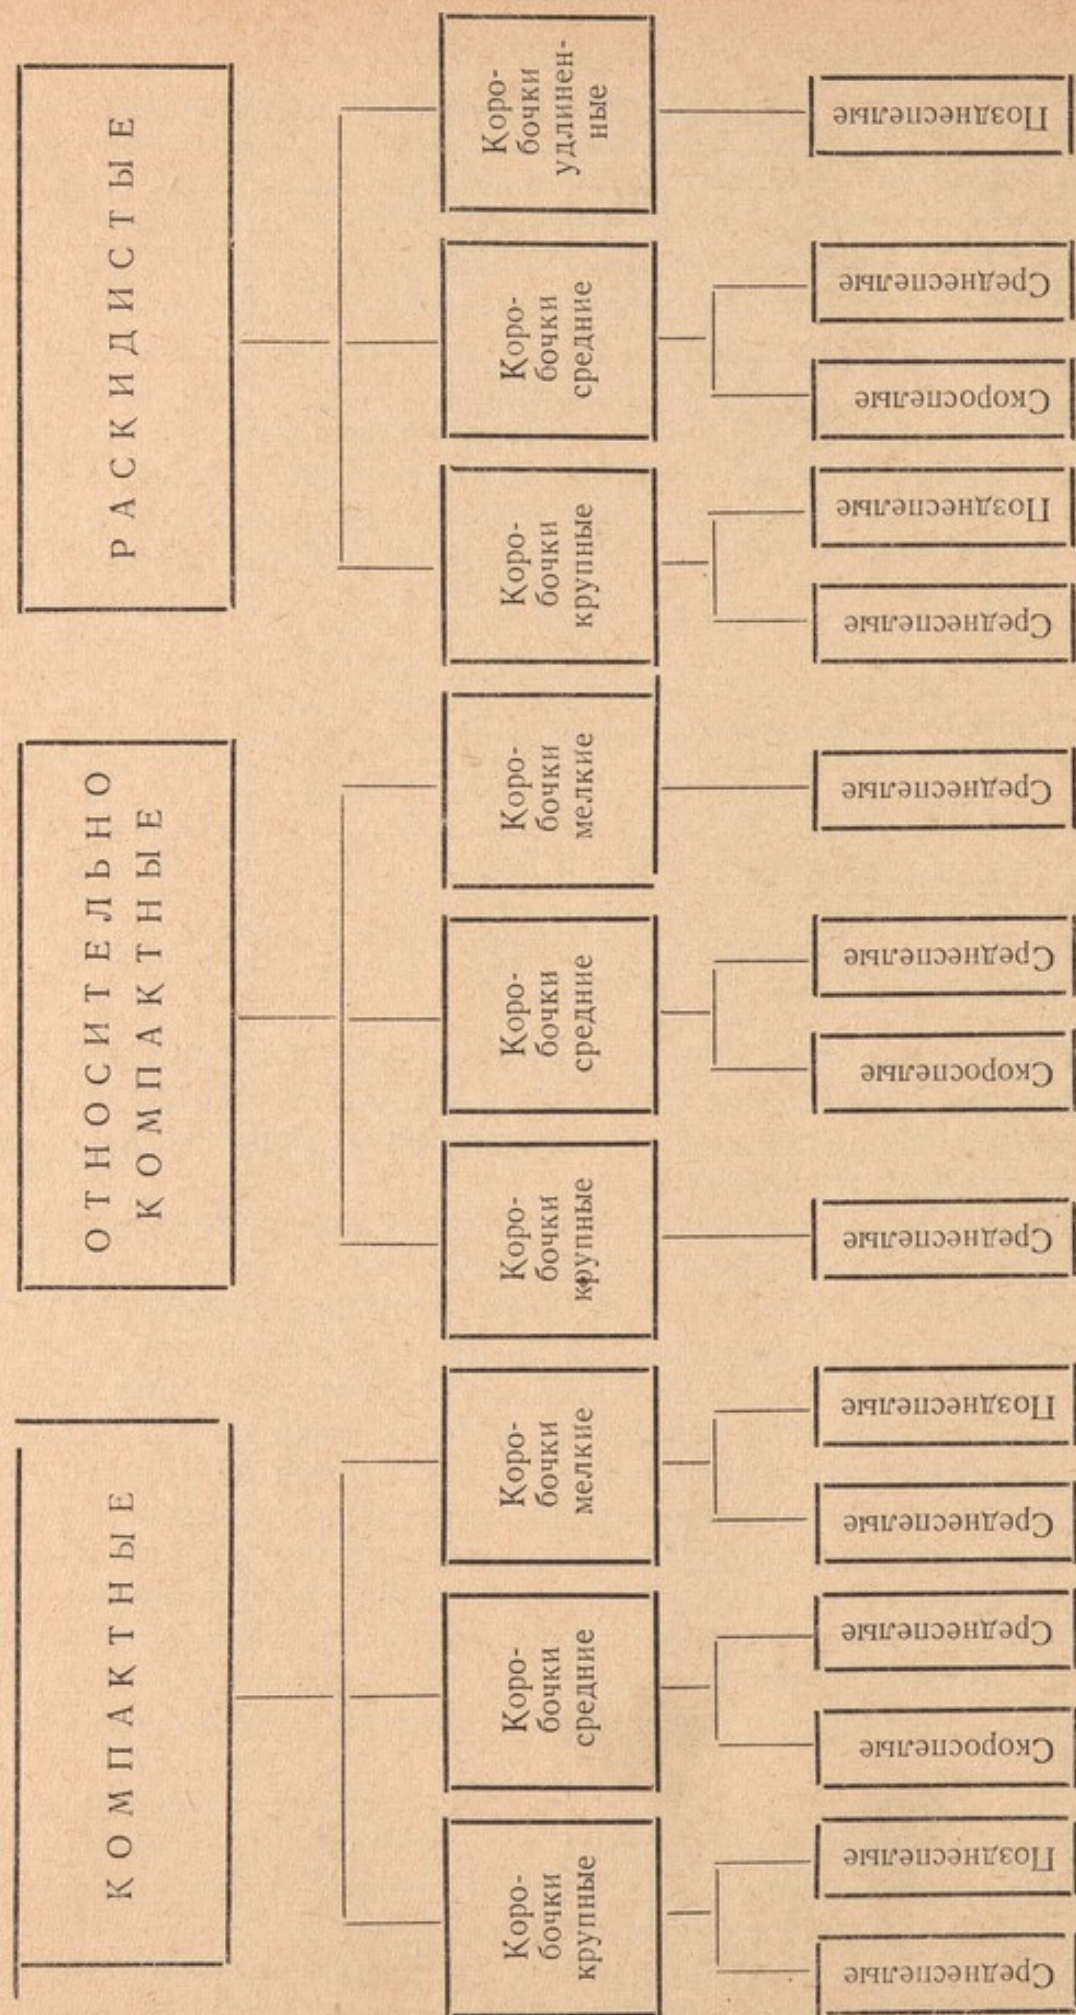 КОМПАКТНЫЕ
ОТНОСИТЕЛЬНО
КОМПАКТНЫЕ
РАСКИДИСТЫЕ
Коро-
бочки
крупные
Коро-
бочки
средние
Коро-
бочки
мелкие
Коро-
бочки
крупные
Коро-
бочки
средние
Коро-
бочки
мелкие
Коро-
бочки
крупные
Коро-
бочки
средние
Коро-
бочки
удлинен-
ные
Среднеспелые
Позднеспелые
Скороспелые
Среднеспелые
Среднеспелые
Позднеспелые
Среднеспелые
Скороспелые
Среднеспелые
Среднеспелые
Среднеспелые
Позднеспелые
Скороспелые
Среднеспелые
Позднеспелые